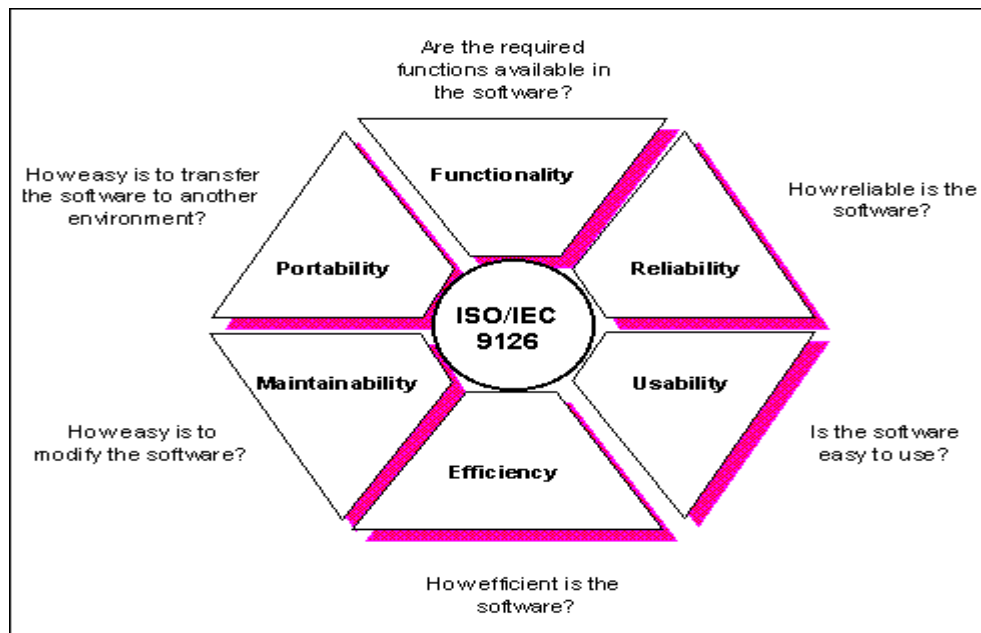 Are the required
functions available in
the software?
Functionality
How easy is to transfer
the software to another
environment?
Portability
How reliable is the
software?
Reliability
ISO/IEC
9126
Maintainability
How easy is to
modify the software?
Usability
Is the software
easy to use?
Efficiency
How efficient is the
software?